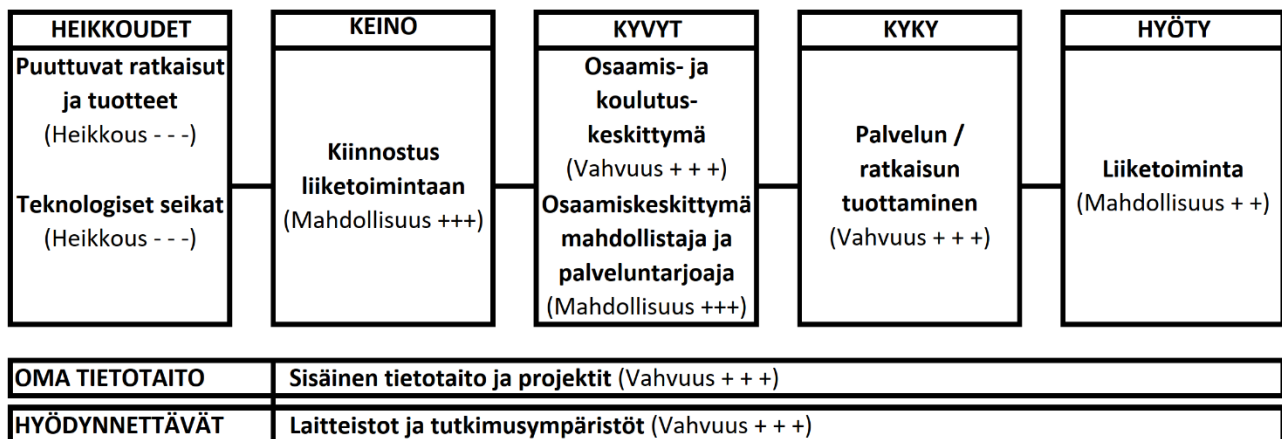 HEIKKOUDET
Puuttuvat ratkaisut
ja tuotteet
(Heikkous - - -)
Teknologiset seikat
(Heikkous - - -)
KEINO
Kiinnostus
liiketoimintaan
(Mahdollisuus +++)
KYVYT
Osaamis- ja
koulutus-
keskittymä
(Vahvuus + + +)
Osaamiskeskittymä
mahdollistaja ja
palveluntarjoaja
(Mahdollisuus +++)
KYKY
Palvelun /
ratkaisun
tuottaminen
(Vahvuus + + +)
HYÖTY
Liiketoiminta
(Mahdollisuus + +)
OMA TIETOTAITO Sisäinen tietotaito ja projektit (Vahvuus + + +)
HYÖDYNNETTÄVÄT Laitteistot ja tutkimusympäristöt (Vahvuus + + +)